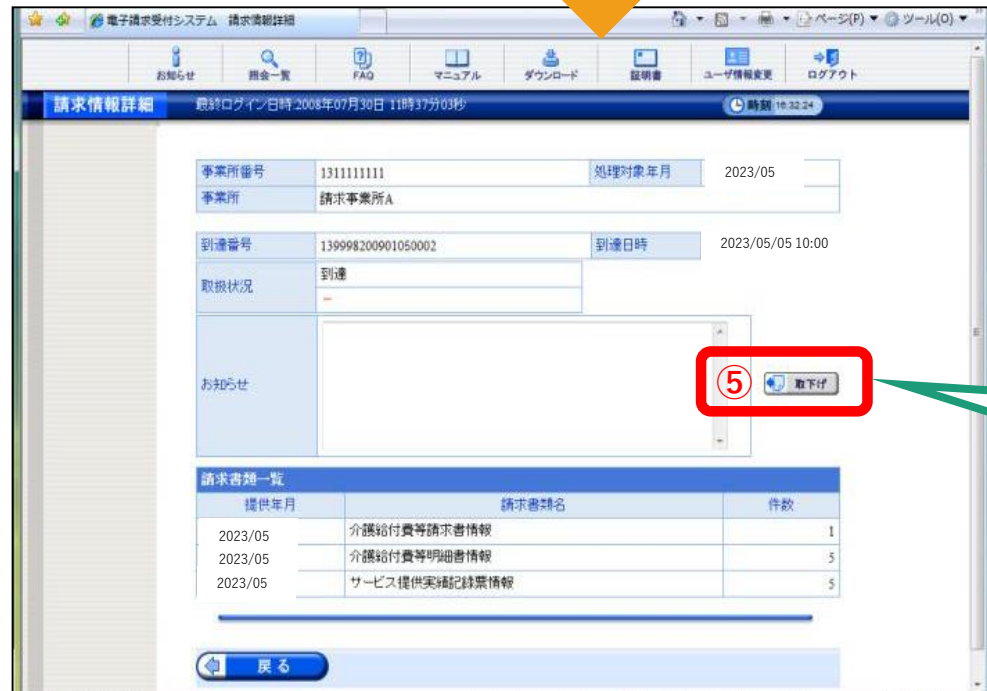 電子請求受付システム 請求情報詳細
ページ(P) ツール(O)
お知らせ 照会一覧 FAQ マニュアル ダウンロード 証明書 ユーザ情報変更 ログアウト
請求情報詳細 最終ログイン日時:2008年07月30日 11時37分03秒 時刻 16:32:24
事業所番号 1311111111 処理対象年月 2023/05
事業所 請求事業所A
到達番号 139998200901050002 到達日時 2023/05/05 10:00
取扱状況 到達
－
お知らせ ⑤ 取下げ
請求書類一覧
提供年月 請求書類名 件数
2023/05 介護給付費等請求書情報 1
2023/05 介護給付費等明細書情報 5
2023/05 サービス提供実績記録票情報 5
戻る